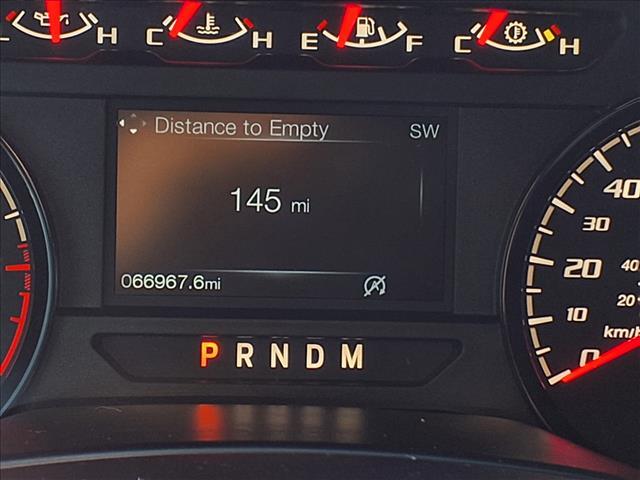 L H C H E F C H
Distance to Empty SW
145 mi
066967.6mi
P R N D M
40
30
20
10
0
40
20
km/h